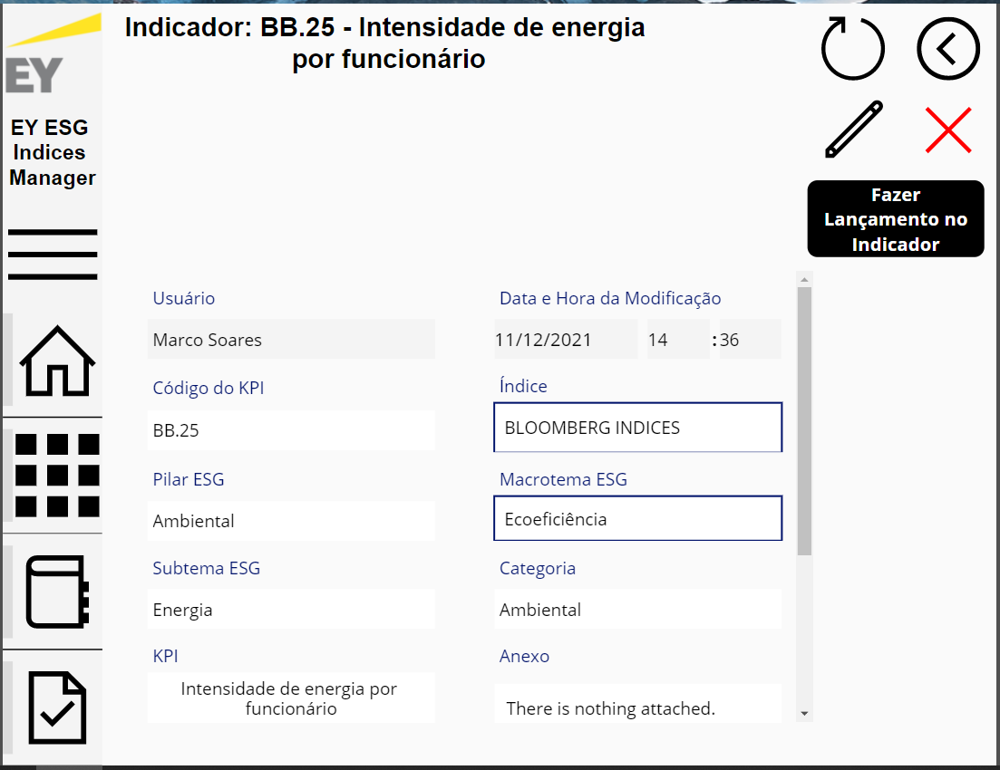 EY
EY ESG
Indices
Manager
Indicador: BB.25 - Intensidade de energia
por funcionário
Fazer
Lançamento no
Indicador
Usuário
Marco Soares
Data e Hora da Modificação
11/12/2021 14 : 36
Código do KPI
BB.25
Índice
BLOOMBERG INDICES
Pilar ESG
Ambiental
Macrotema ESG
Ecoeficiência
Subtema ESG
Energia
Categoria
Ambiental
KPI
Intensidade de energia por
funcionário
Anexo
There is nothing attached.